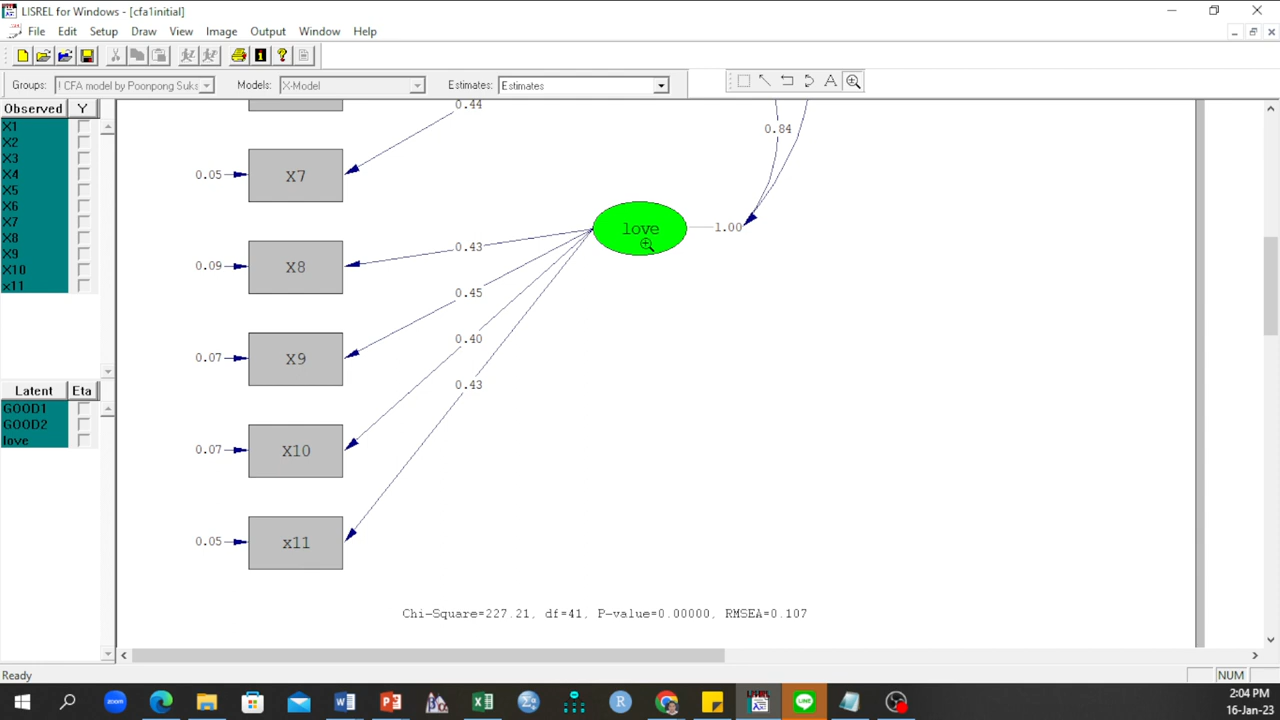 LISREL for Windows - [cfa1initial]
File Edit Setup Draw View Image Output Window Help
Groups: ! CFA model by Poonpong Suks Models: X-Model Estimates: Estimates
Observed Y
X1
X2
X3
X4
X5
X6
X7
X8
X9
X10
x11
Latent Eta
GOOD1
GOOD2
love
0.44
0.84
0.05 X7
love 1.00
0.43
0.09 X8
0.45
0.40
0.07 X9
0.43
0.07 X10
0.05 x11
Chi-Square=227.21, df=41, P-value=0.00000, RMSEA=0.107
Ready NUM
zoom
LISREL
LINE
2:04 PM
16-Jan-23